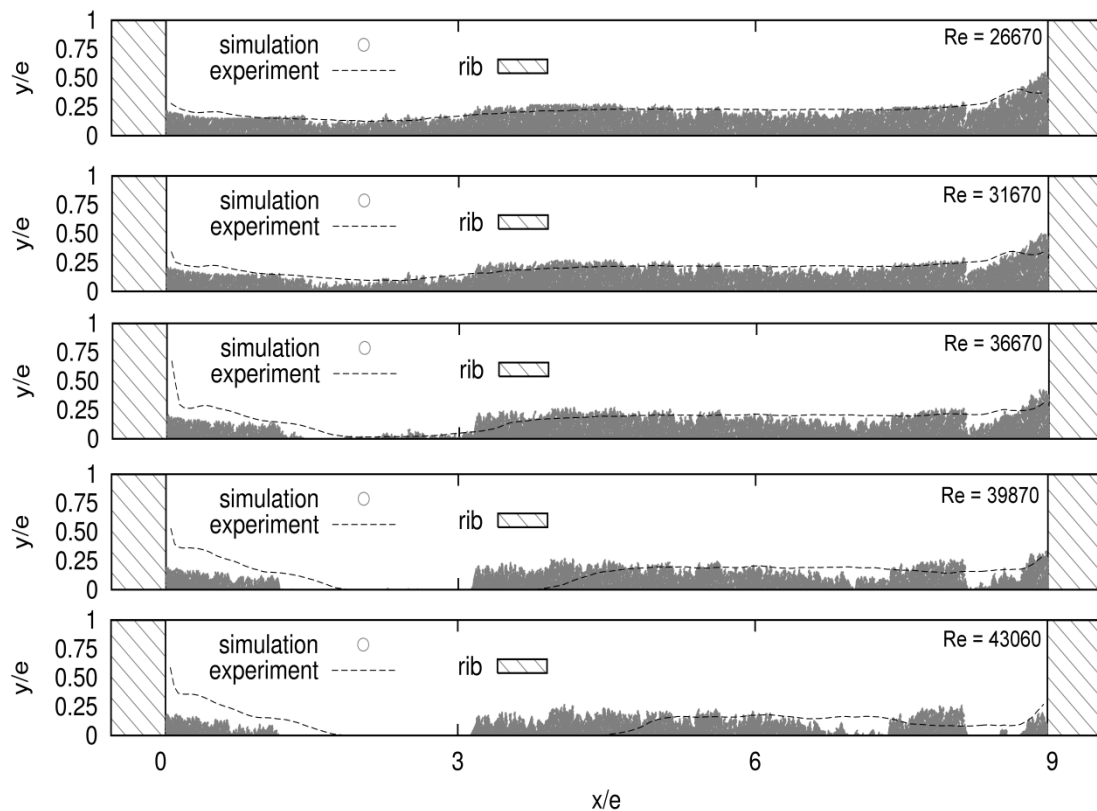 1
0.75
0.50
0.25
0
y/e
simulation
experiment
rib
Re = 26670
1
0.75
0.50
0.25
0
y/e
simulation
experiment
rib
Re = 31670
1
0.75
0.50
0.25
0
y/e
simulation
experiment
rib
Re = 36670
1
0.75
0.50
0.25
0
y/e
simulation
experiment
rib
Re = 39870
1
0.75
0.50
0.25
0
y/e
simulation
experiment
rib
Re = 43060
0 3 6 9
x/e